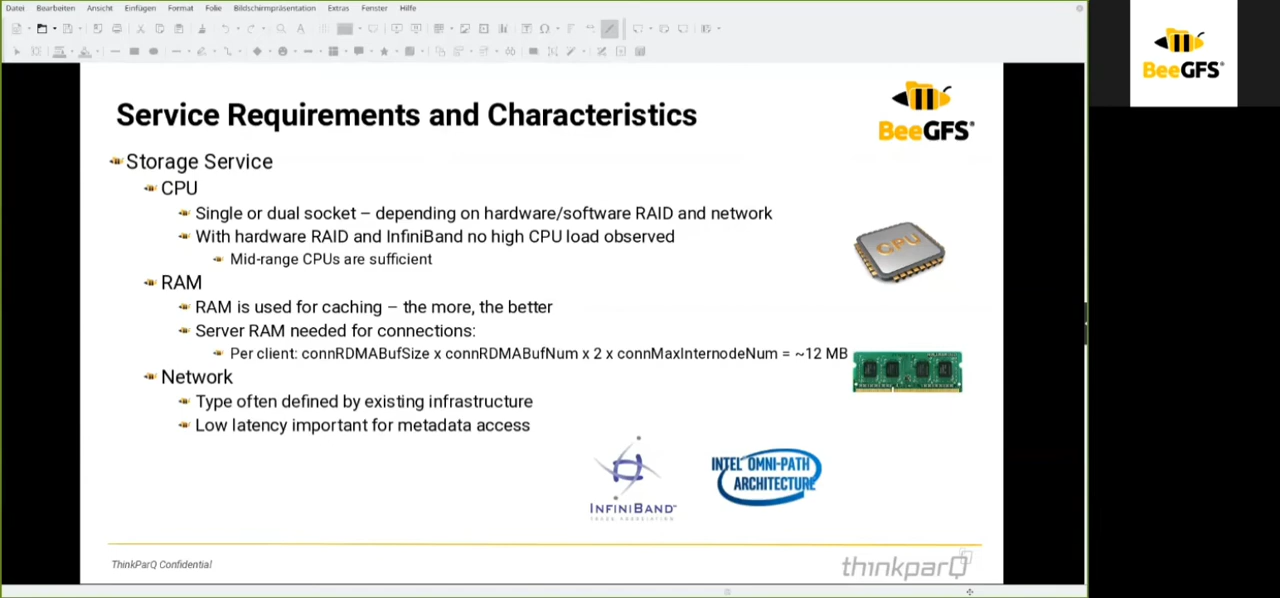 Datei Bearbeiten Ansicht Einfügen Format Folie Bildschirmpräsentation Extras Fenster Hilfe
BeeGFS®
Service Requirements and Characteristics
BeeGFS®
Storage Service
CPU
Single or dual socket – depending on hardware/software RAID and network
With hardware RAID and InfiniBand no high CPU load observed
Mid-range CPUs are sufficient
CPU
RAM
RAM is used for caching – the more, the better
Server RAM needed for connections:
Per client: connRDMABufSize x connRDMABufNum x 2 x connMaxInternodeNum = ~12 MB
Network
Type often defined by existing infrastructure
Low latency important for metadata access
INTEL® OMNI-PATH
ARCHITECTURE
INFINIBAND™
TRADE ASSOCIATION
ThinkParQ Confidential
thinkparQ